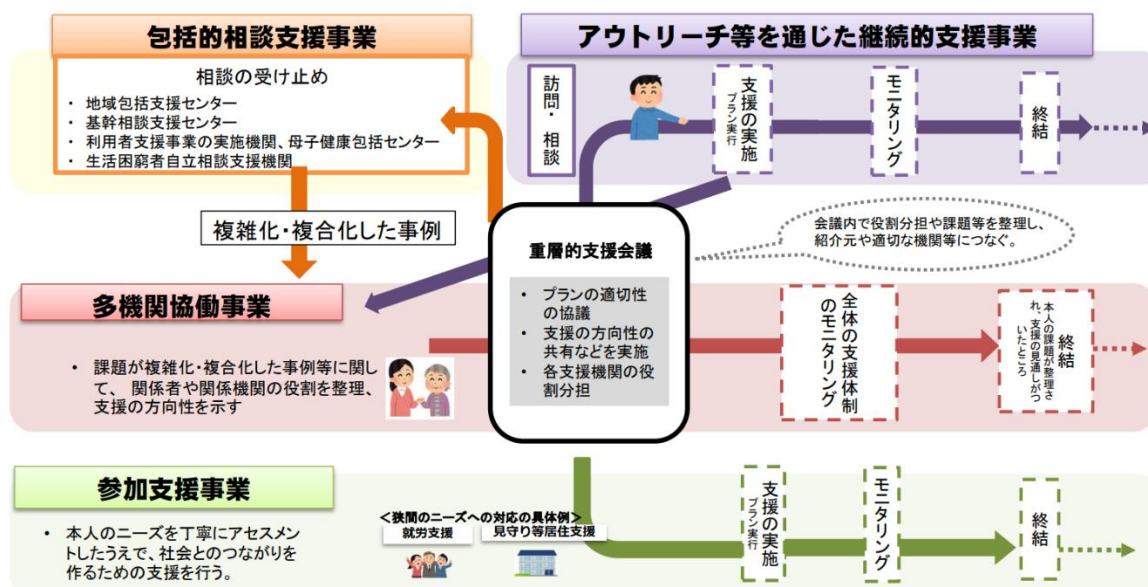 包括的相談支援事業
相談の受け止め
・ 地域包括支援センター
・ 基幹相談支援センター
・ 利用者支援事業の実施機関、母子健康包括センター
・ 生活困窮者自立相談支援機関
複雑化・複合化した事例
アウトリーチ等を通じた継続的支援事業
訪問・相談
支援の実施
プラン実行
モニタリング
終結
会議内で役割分担や課題等を整理し、
紹介元や適切な機関等につなぐ。
重層的支援会議
• プランの適切性
の協議
• 支援の方向性の
共有などを実施
• 各支援機関の役
割分担
多機関協働事業
・ 課題が複雑化・複合化した事例等に関し
て、 関係者や関係機関の役割を整理、
支援の方向性を示す
全体の支援体制
のモニタリング
終結
本人の課題が整理さ
れ、支援の見通しがつ
いたところ
参加支援事業
・ 本人のニーズを丁寧にアセスメン
トしたうえで、社会とのつながりを
作るための支援を行う。
＜狭間のニーズへの対応の具体例＞
就労支援
見守り等居住支援
支援の実施
プラン実行
モニタリング
終結